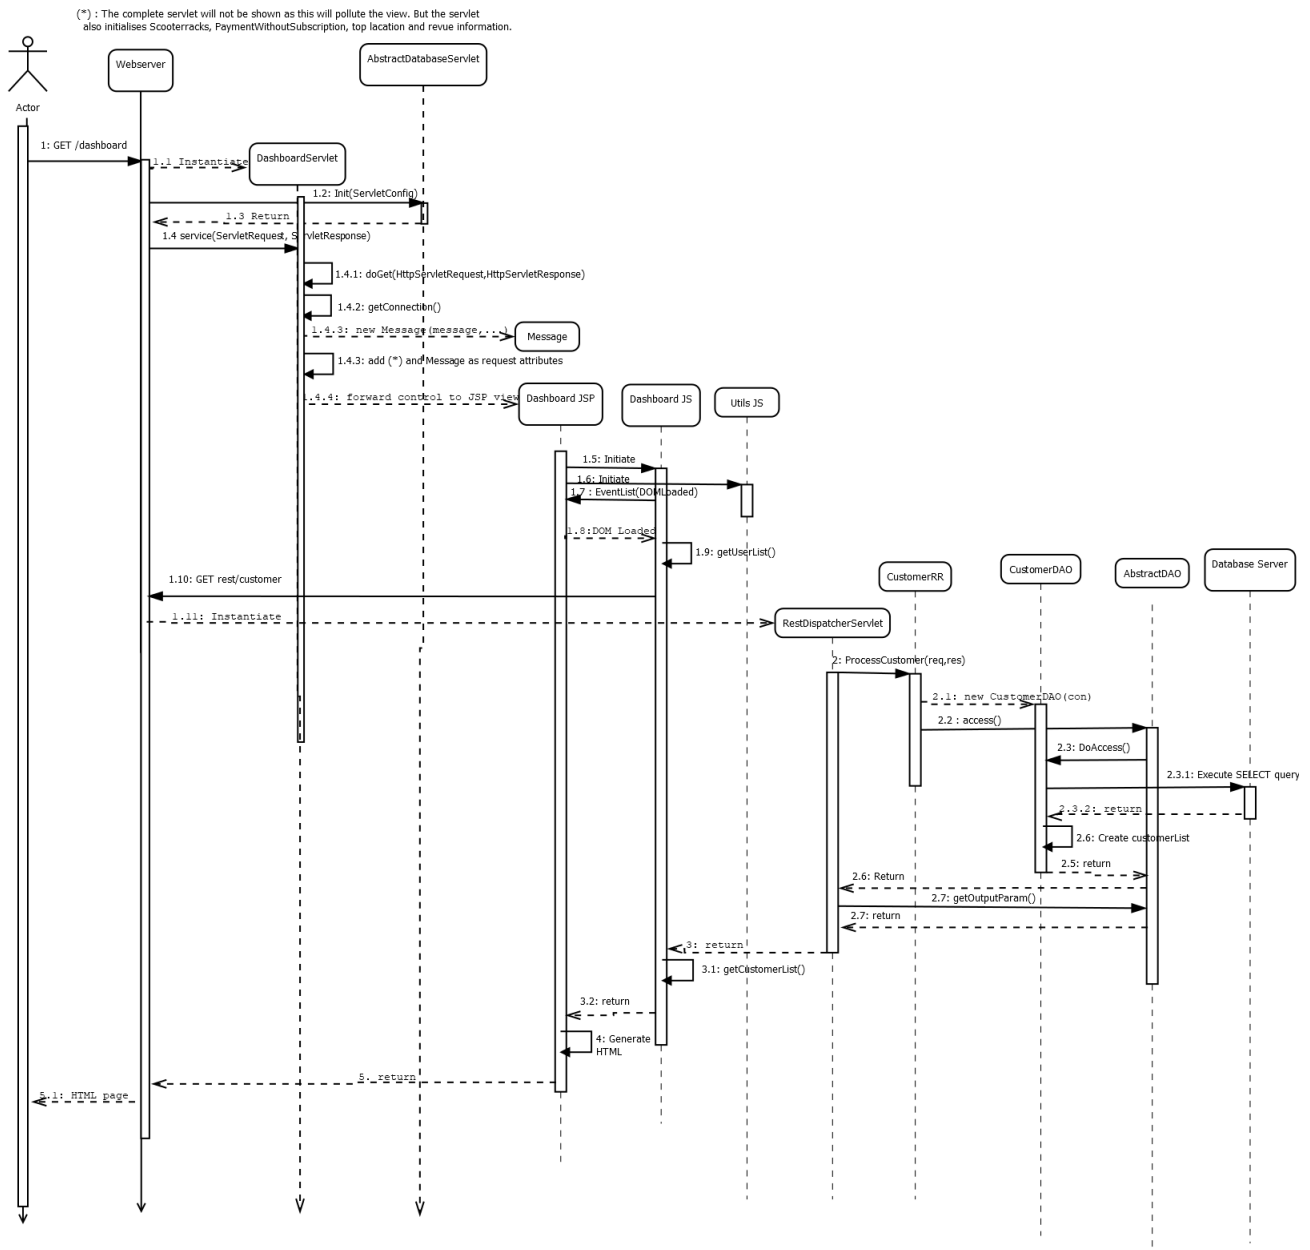 (*) : The complete servlet will not be shown as this will pollute the view. But the servlet
also initialises Scooterracks, PaymentWithoutSubscription, top lacation and revue information.
AbstractDatabaseServlet
Webserver
Actor
1: GET /dashboard
1.1 Instantiate
DashboardServlet
1.2: Init(ServletConfig)
1.3 Return
1.4 service(ServletRequest, ServletResponse)
1.4.1: doGet(HttpServletRequest,HttpServletResponse)
1.4.2: getConnection()
1.4.3: new Message(message,...)
Message
1.4.3: add (*) and Message as request attributes
1.4.4: forward control to JSP view
Dashboard JSP
Dashboard JS
Utils JS
1.5: Initiate
1.6: Initiate
1.7 : EventList(DOMLoaded)
1.8:DOM Loaded
1.9: getUserList()
1.10: GET rest/customer
CustomerRR
CustomerDAO
AbstractDAO
Database Server
1.11: Instantiate
RestDispatcherServlet
2: ProcessCustomer(req,res)
2.1: new CustomerDAO(con)
2.2 : access()
2.3: DoAccess()
2.3.1: Execute SELECT query
2.3.2: return
2.6: Create customerList
2.5: return
2.6: Return
2.7: getOutputParam()
2.7: return
3: return
3.1: getCustomerList()
3.2: return
4: Generate
HTML
5. return
5.1: HTML page